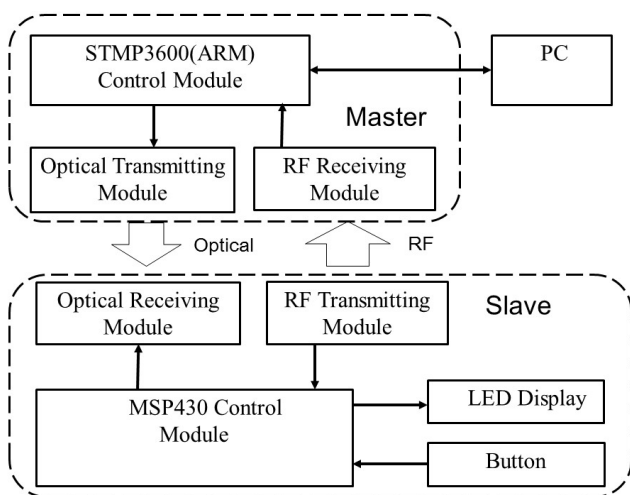 STMP3600(ARM)
Control Module
PC
Master
Optical Transmitting
Module
RF Receiving
Module
Optical
RF
Optical Receiving
Module
RF Transmitting
Module
Slave
MSP430 Control
Module
LED Display
Button